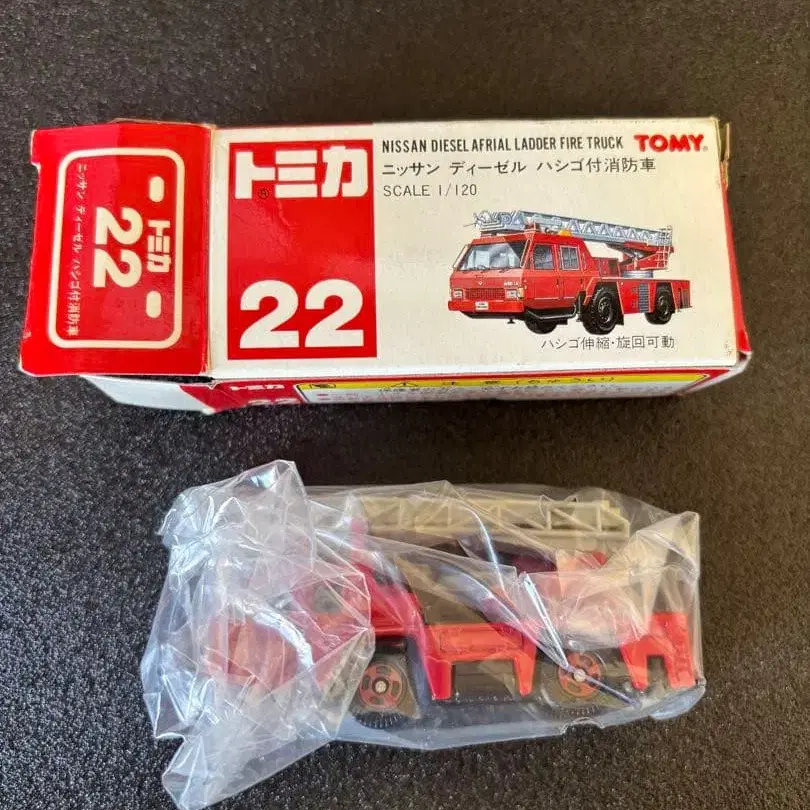 トミカ
22
NISSAN DIESEL AFRIAL LADDER FIRE TRUCK TOMY
ニッサン ディーゼル ハシゴ付消防車
SCALE 1/120
ハシゴ伸縮・旋回可動
トミカ
22
ニッサン ディーゼル ハシゴ付消防車
トミカ
22
注意